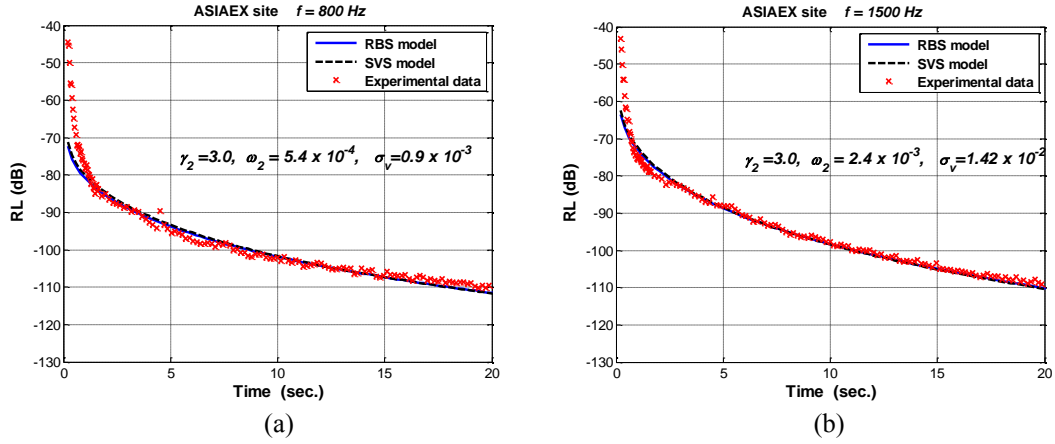 ASIAEX site f = 800 Hz
-40
-50
-60
-70
-80
-90
-100
-110
-120
-130
RL (dB)
RBS model
SVS model
Experimental data
γ2 =3.0, ω2 = 5.4 x 10-4, σv=0.9 x 10-3
0 5 10 15 20
Time (sec.)
(a)
ASIAEX site f = 1500 Hz
-40
-50
-60
-70
-80
-90
-100
-110
-120
-130
RL (dB)
RBS model
SVS model
Experimental data
γ2 =3.0, ω2 = 2.4 x 10-3, σv=1.42 x 10-2
0 5 10 15 20
Time (sec.)
(b)